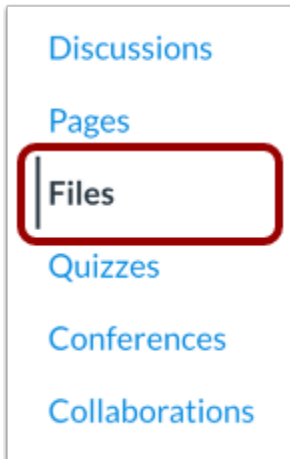 Discussions
Pages
Files
Quizzes
Conferences
Collaborations